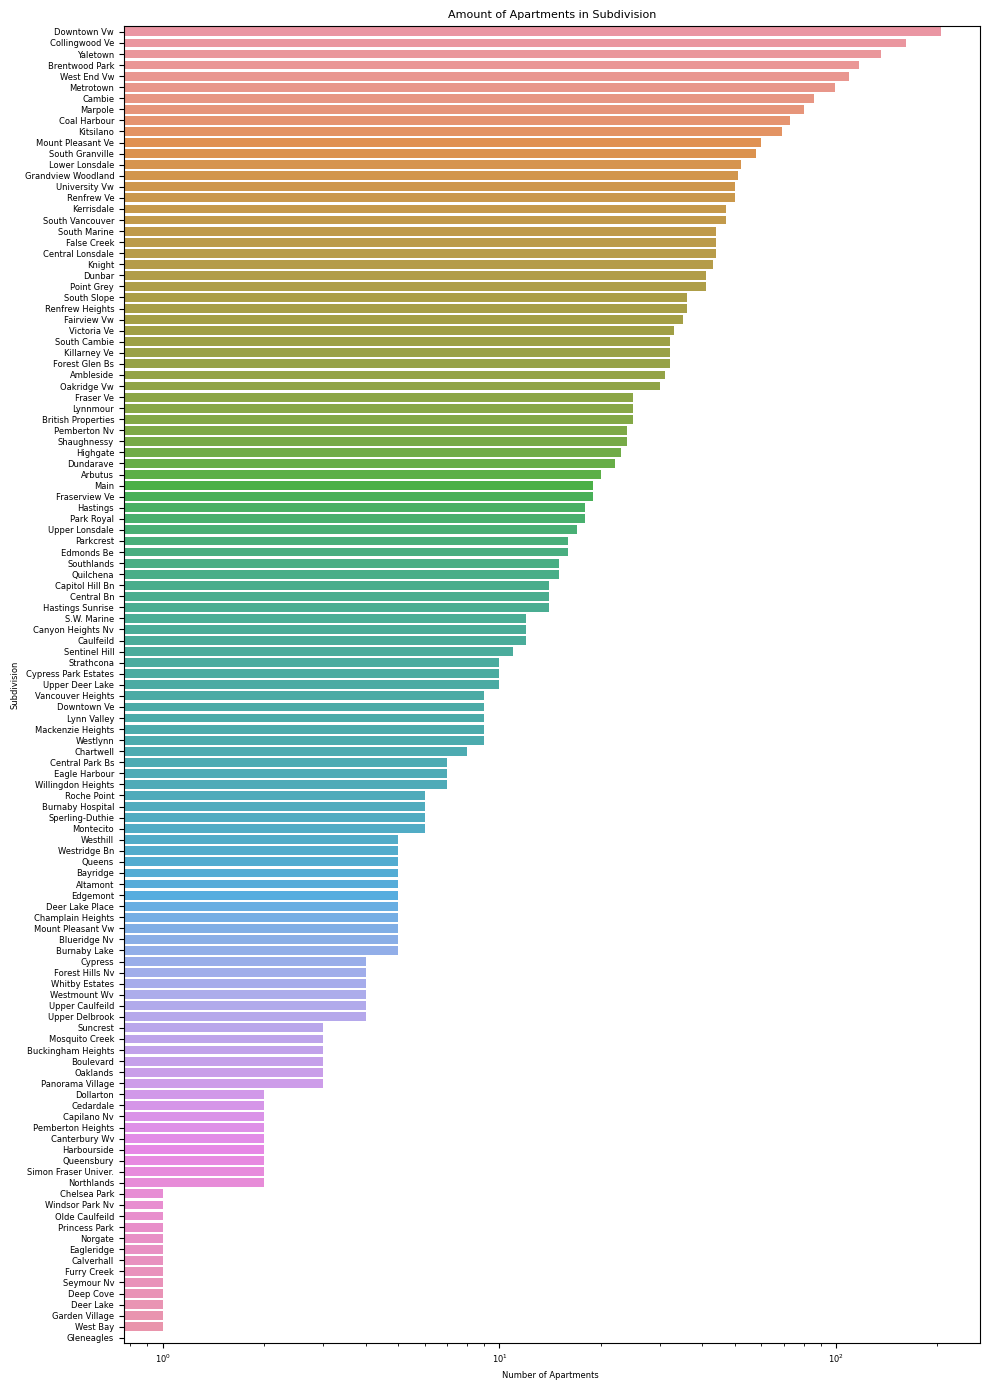 Amount of Apartments in Subdivision
Downtown Vw
Collingwood Ve
Yaletown
Brentwood Park
West End Vw
Metrotown
Cambie
Marpole
Coal Harbour
Kitsilano
Mount Pleasant Ve
South Granville
Lower Lonsdale
Grandview Woodland
University Vw
Renfrew Ve
Kerrisdale
South Vancouver
South Marine
False Creek
Central Lonsdale
Knight
Dunbar
Point Grey
South Slope
Renfrew Heights
Fairview Vw
Victoria Ve
South Cambie
Killarney Ve
Forest Glen Bs
Ambleside
Oakridge Vw
Fraser Ve
Lynnmour
British Properties
Pemberton Nv
Shaughnessy
Highgate
Dundarave
Arbutus
Main
Fraserview Ve
Hastings
Park Royal
Upper Lonsdale
Parkcrest
Edmonds Be
Southlands
Quilchena
Capitol Hill Bn
Central Bn
Hastings Sunrise
S.W. Marine
Canyon Heights Nv
Caulfeild
Sentinel Hill
Strathcona
Cypress Park Estates
Upper Deer Lake
Vancouver Heights
Downtown Ve
Lynn Valley
Mackenzie Heights
Westlynn
Chartwell
Central Park Bs
Eagle Harbour
Willingdon Heights
Roche Point
Burnaby Hospital
Sperling-Duthie
Montecito
Westhill
Westridge Bn
Queens
Bayridge
Altamont
Edgemont
Deer Lake Place
Champlain Heights
Mount Pleasant Vw
Blueridge Nv
Burnaby Lake
Cypress
Forest Hills Nv
Whitby Estates
Westmount Wv
Upper Caulfeild
Upper Delbrook
Suncrest
Mosquito Creek
Buckingham Heights
Boulevard
Oaklands
Panorama Village
Dollarton
Cedardale
Capilano Nv
Pemberton Heights
Canterbury Wv
Harbourside
Queensbury
Simon Fraser Univer.
Northlands
Chelsea Park
Windsor Park Nv
Olde Caulfeild
Princess Park
Norgate
Eagleridge
Calverhall
Furry Creek
Seymour Nv
Deep Cove
Deer Lake
Garden Village
West Bay
Gleneagles
Subdivision
10⁰ 10¹ 10²
Number of Apartments